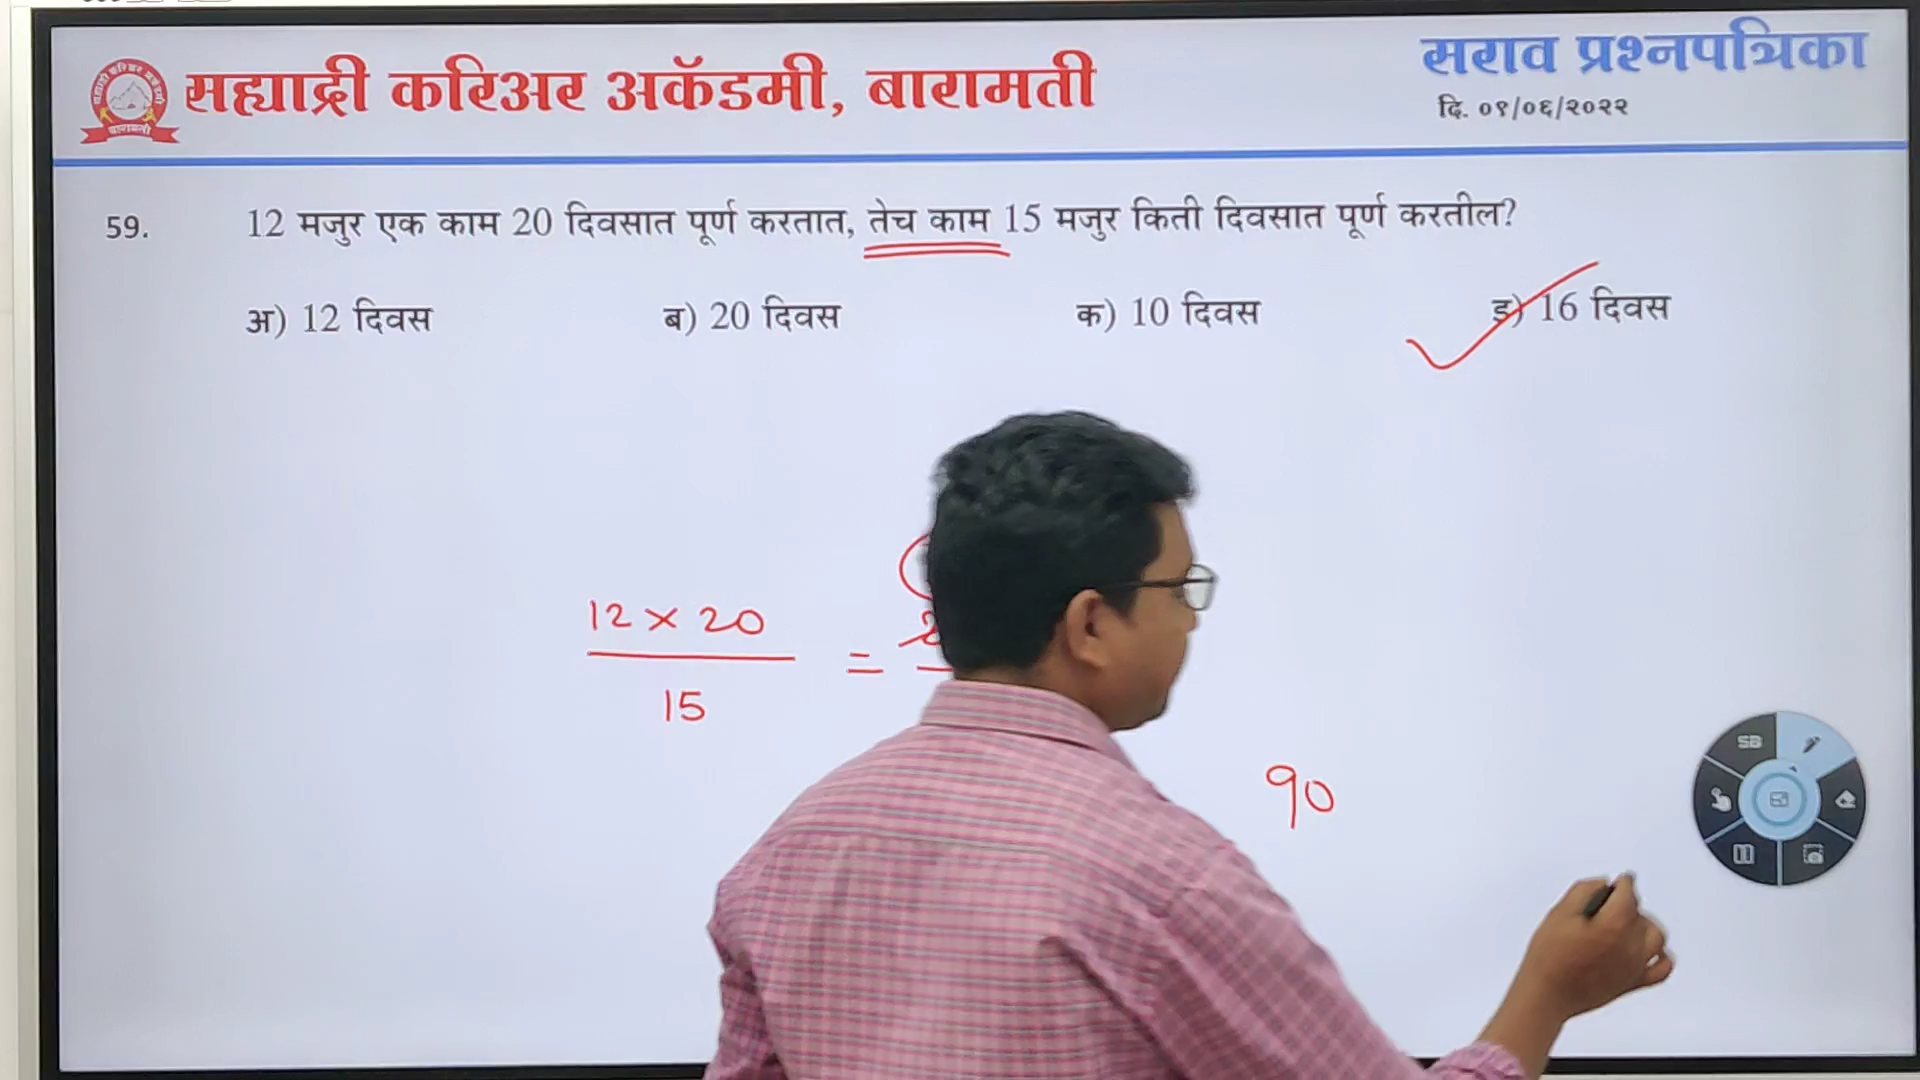 सह्याद्री करिअर अकॅडमी, बारामती
सराव प्रश्नपत्रिका
दि. ०९/०६/२०२२
59. 12 मजुर एक काम 20 दिवसात पूर्ण करतात, तेच काम 15 मजुर किती दिवसात पूर्ण करतील?
अ) 12 दिवस ब) 20 दिवस क) 10 दिवस इ) 16 दिवस
12 × 20
=
15
90
SB